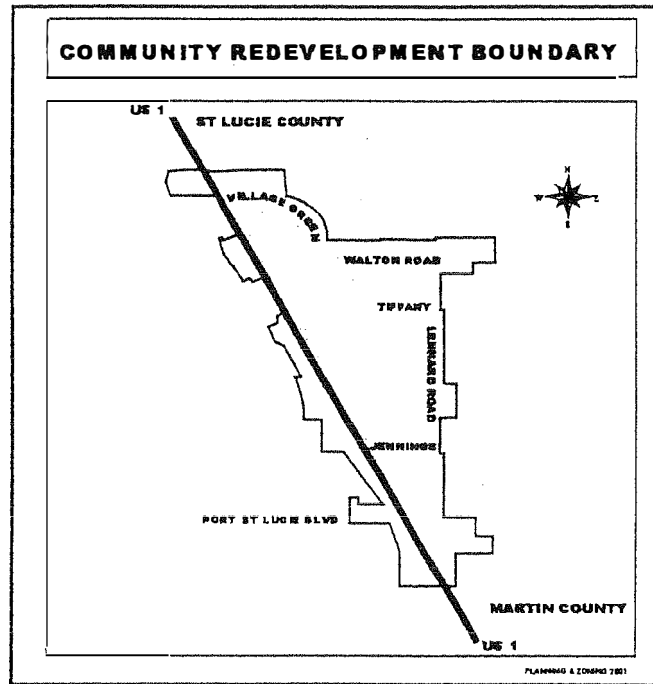 COMMUNITY REDEVELOPMENT BOUNDARY
US 1
ST LUCIE COUNTY
N
W
E
S
VILLAGE GREEN
WALTON ROAD
TIFFANY
LENNARD ROAD
JENNINGS
PORT ST LUCIE BLVD
MARTIN COUNTY
US 1
PLANNING & ZONING 2001